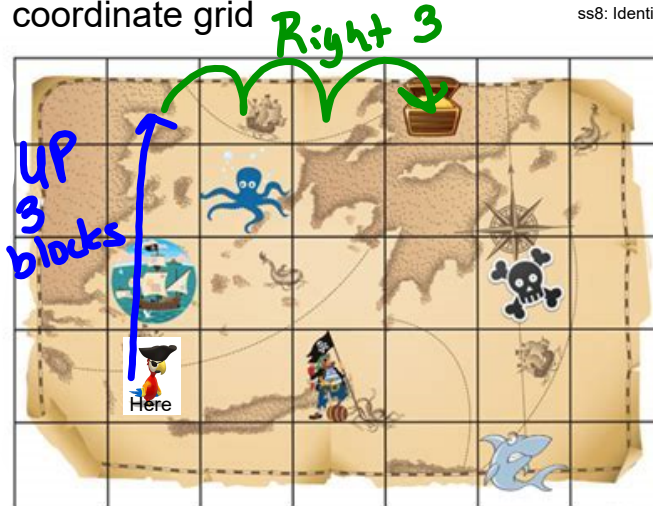 coordinate grid
ss8: Identi
Right 3
UP
3
blocks
Here